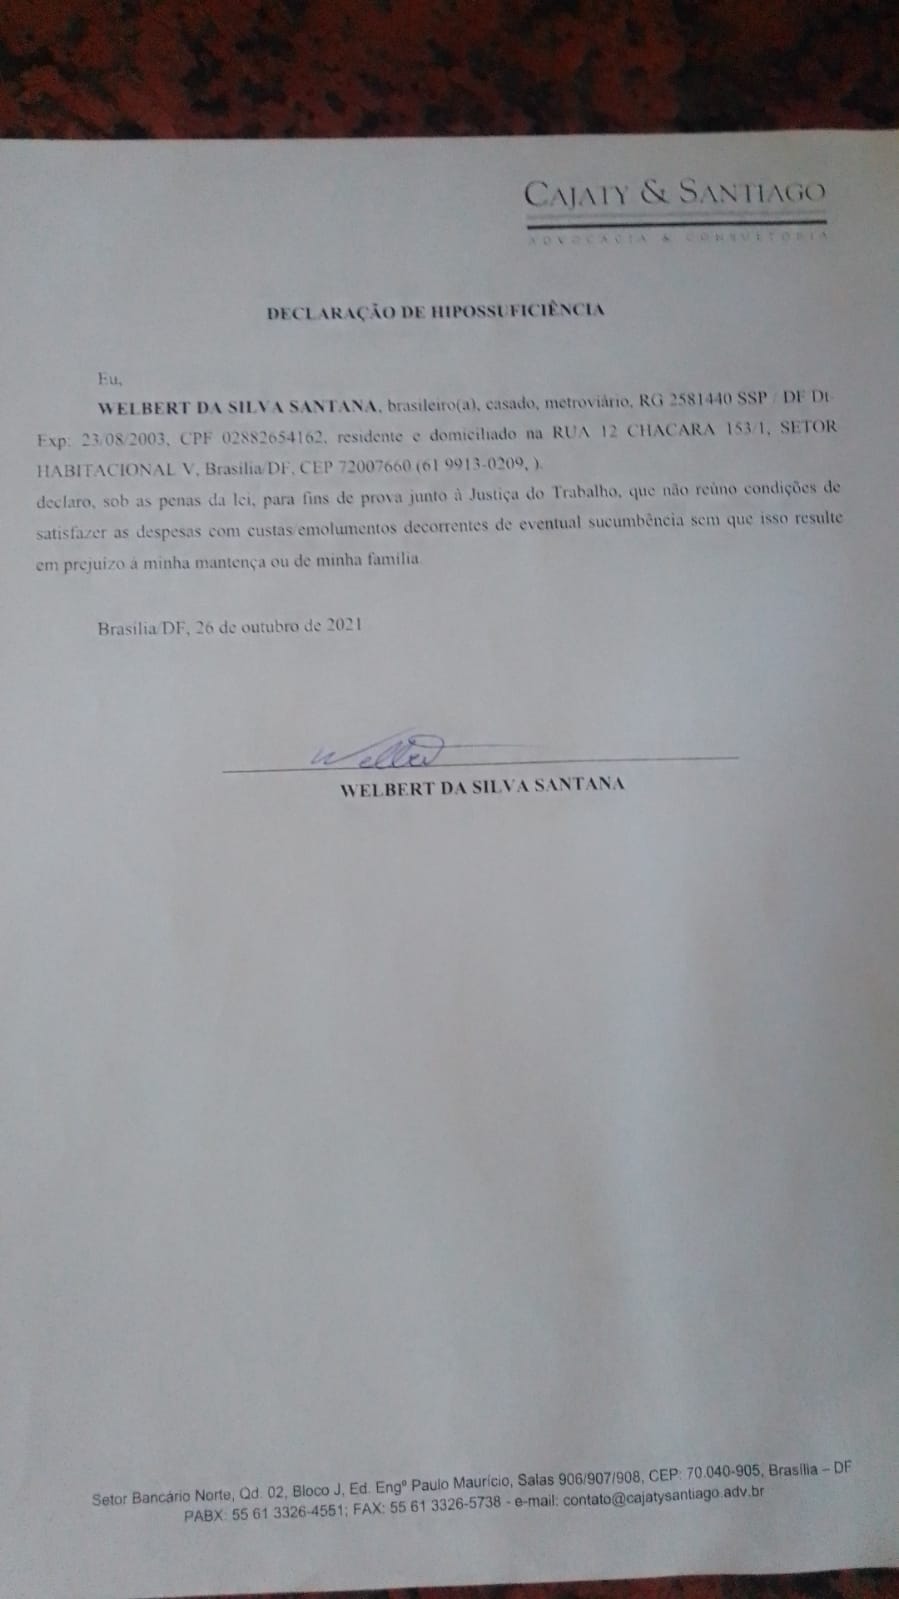 CAJATY & SANTIAGO
ADVOCACIA & CONSULTORIA
DECLARAÇÃO DE HIPOSSUFICIÊNCIA
Eu,
WELBERT DA SILVA SANTANA, brasileiro(a), casado, metroviário, RG 2581440 SSP / DF Dt-
Exp: 23/08/2003, CPF 02882654162, residente e domiciliado na RUA 12 CHACARA 153/1, SETOR
HABITACIONAL V, Brasilia/DF, CEP 72007660 (61 9913-0209, ).
declaro, sob as penas da lei, para fins de prova junto à Justiça do Trabalho, que não reúno condições de
satisfazer as despesas com custas/emolumentos decorrentes de eventual sucumbência sem que isso resulte
em prejuízo á minha mantença ou de minha família.
Brasília/DF, 26 de outubro de 2021
Welber
WELBERT DA SILVA SANTANA
Setor Bancário Norte, Qd. 02, Bloco J, Ed. Engº Paulo Maurício, Salas 906/907/908, CEP: 70.040-905, Brasília – DF
PABX: 55 61 3326-4551; FAX: 55 61 3326-5738 - e-mail: contato@cajatysantiago.adv.br